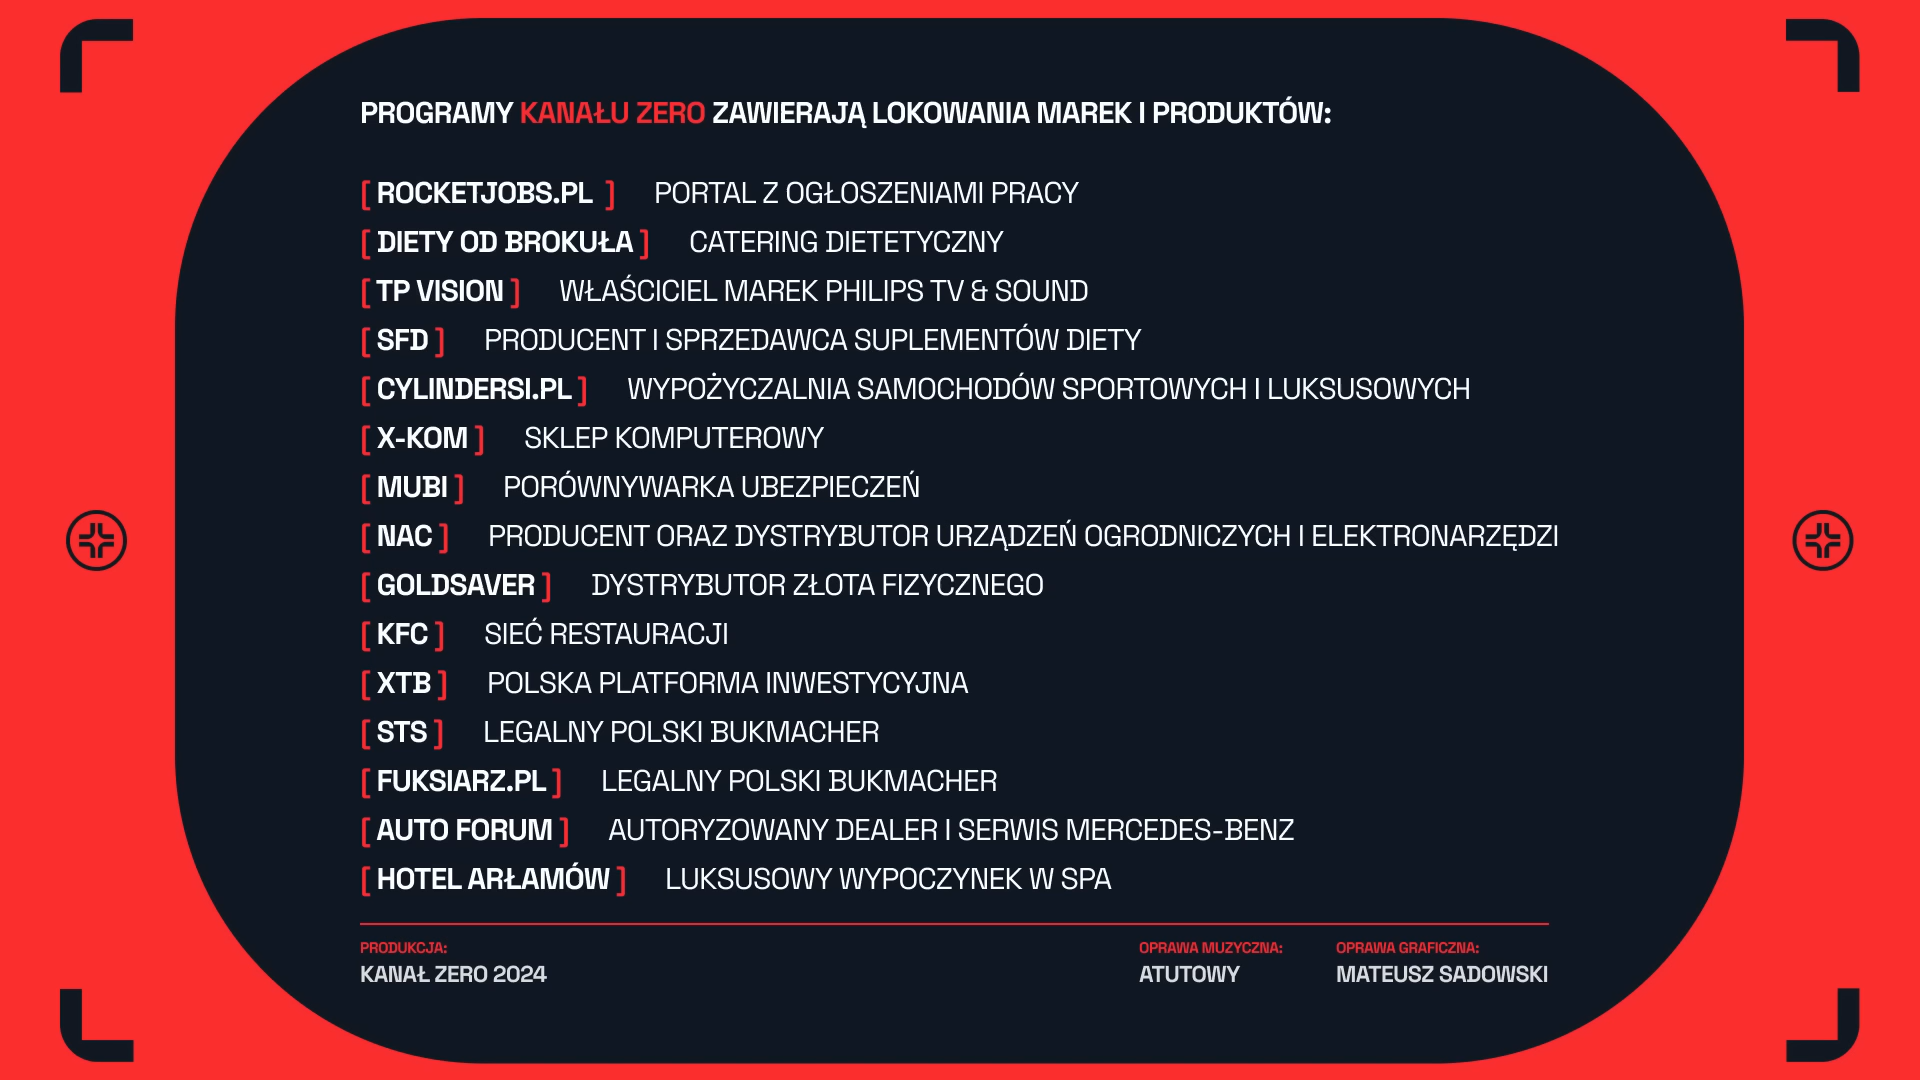 PROGRAMY KANAŁU ZERO ZAWIERAJĄ LOKOWANIA MAREK I PRODUKTÓW:
[ ROCKETJOBS.PL ] PORTAL Z OGŁOSZENIAMI PRACY
[ DIETY OD BROKUŁA ] CATERING DIETETYCZNY
[ TP VISION ] WŁAŚCICIEL MAREK PHILIPS TV & SOUND
[ SFD ] PRODUCENT I SPRZEDAWCA SUPLEMENTÓW DIETY
[ CYLINDERSI.PL ] WYPOŻYCZALNIA SAMOCHODÓW SPORTOWYCH I LUKSUSOWYCH
[ X-KOM ] SKLEP KOMPUTEROWY
[ MUBI ] PORÓWNYWARKA UBEZPIECZEŃ
[ NAC ] PRODUCENT ORAZ DYSTRYBUTOR URZĄDZEŃ OGRODNICZYCH I ELEKTRONARZĘDZI
[ GOLDSAVER ] DYSTRYBUTOR ZŁOTA FIZYCZNEGO
[ KFC ] SIEĆ RESTAURACJI
[ XTB ] POLSKA PLATFORMA INWESTYCYJNA
[ STS ] LEGALNY POLSKI BUKMACHER
[ FUKSIARZ.PL ] LEGALNY POLSKI BUKMACHER
[ AUTO FORUM ] AUTORYZOWANY DEALER I SERWIS MERCEDES-BENZ
[ HOTEL ARŁAMÓW ] LUKSUSOWY WYPOCZYNEK W SPA
PRODUKCJA: OPRAWA MUZYCZNA: OPRAWA GRAFICZNA:
KANAŁ ZERO 2024 ATUTOWY MATEUSZ SADOWSKI